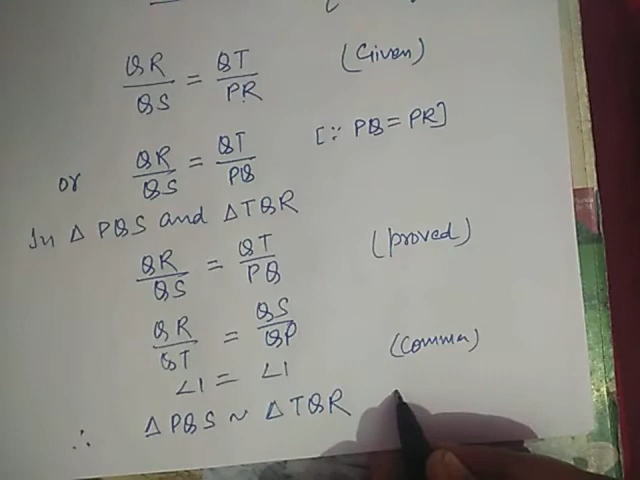 QR/QS = QT/PR (Given)
or QR/QS = QT/PQ [∵ PQ = PR]
In Δ PQS and Δ TQR
QR/QS = QT/PQ (proved)
QR/QT = QS/QP
∠1 = ∠1 (Common)
∴ Δ PQS ~ Δ TQR